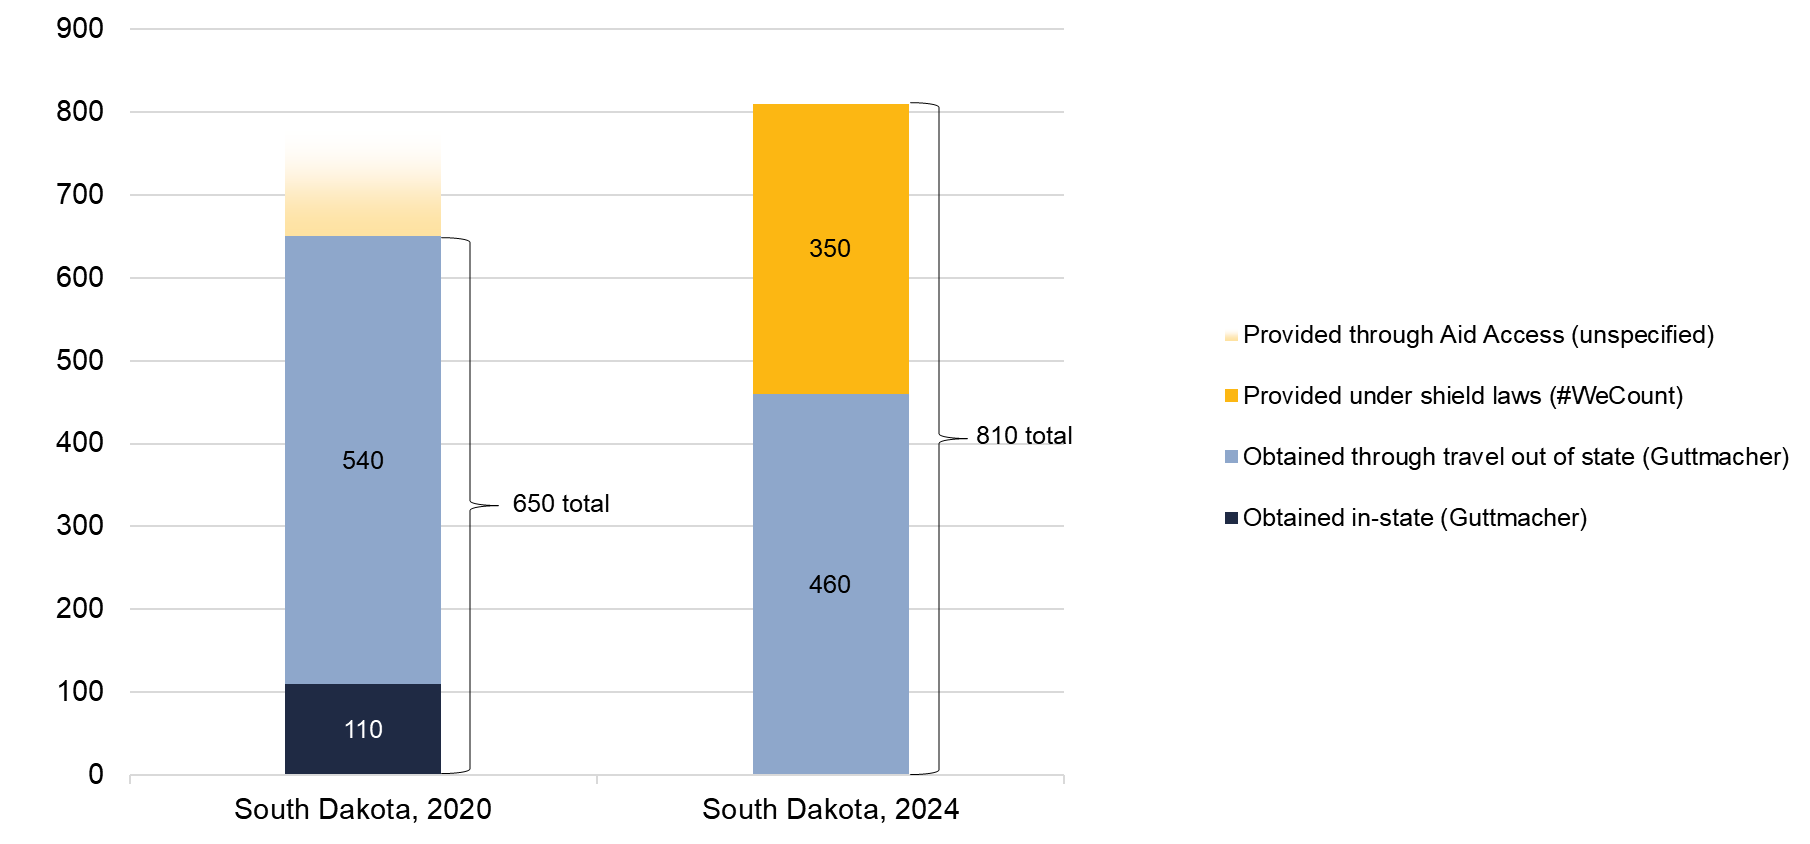 900
800
700
600
500
400
300
200
100
0
540
110
650 total
350
460
810 total
South Dakota, 2020
South Dakota, 2024
Provided through Aid Access (unspecified)
Provided under shield laws (#WeCount)
Obtained through travel out of state (Guttmacher)
Obtained in-state (Guttmacher)